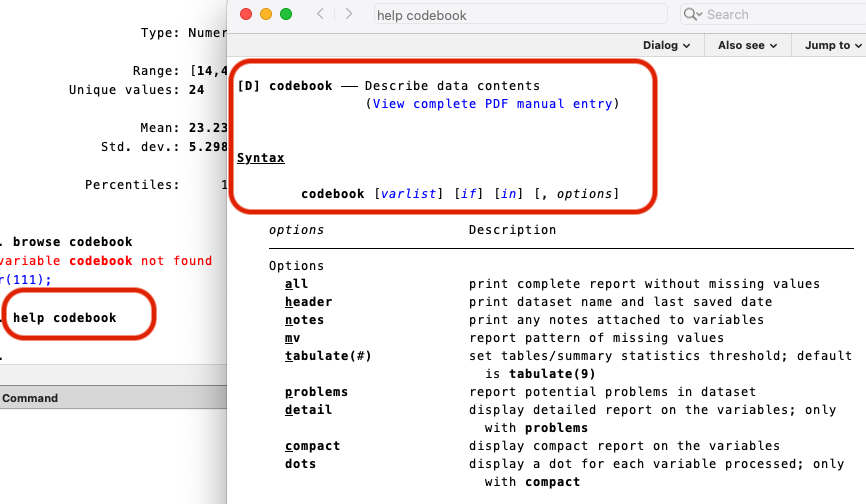 Type: Numer
Range: [14,4
Unique values: 24
Mean: 23.23
Std. dev.: 5.298
Percentiles: 1
. browse codebook
variable codebook not found
r(111);
. help codebook
.
Command
help codebook
Search
Dialog
Also see
Jump to
[D] codebook — Describe data contents
(View complete PDF manual entry)
Syntax
codebook [varlist] [if] [in] [, options]
options Description
Options
all print complete report without missing values
header print dataset name and last saved date
notes print any notes attached to variables
mv report pattern of missing values
tabulate(#) set tables/summary statistics threshold; default
is tabulate(9)
problems report potential problems in dataset
detail display detailed report on the variables; only
with problems
compact display compact report on the variables
dots display a dot for each variable processed; only
with compact